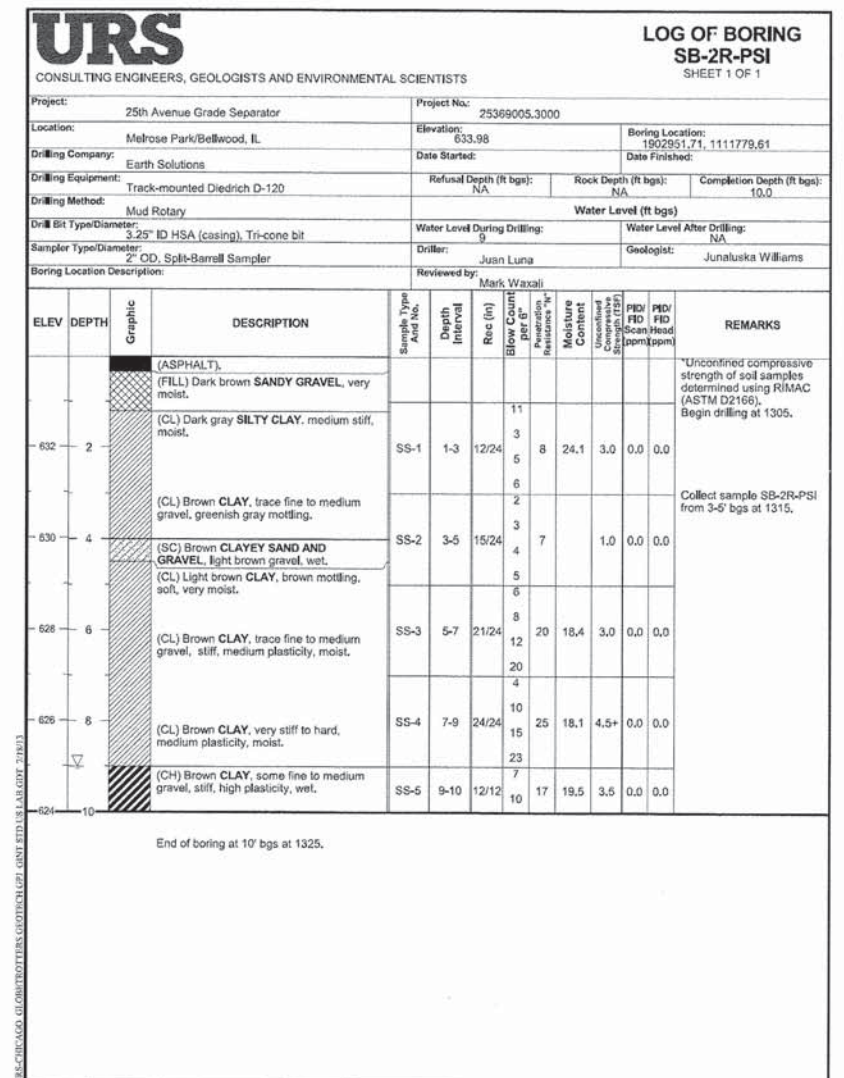 URS
CONSULTING ENGINEERS, GEOLOGISTS AND ENVIRONMENTAL SCIENTISTS
LOG OF BORING
SB-2R-PSI
SHEET 1 OF 1
Project: 25th Avenue Grade Separator
Project No.: 25369005.3000
Location: Melrose Park/Bellwood, IL
Elevation: 633.98
Boring Location: 1902951.71, 1111779.61
Drilling Company: Earth Solutions
Date Started:
Date Finished:
Drilling Equipment: Track-mounted Diedrich D-120
Refusal Depth (ft bgs): NA
Rock Depth (ft bgs): NA
Completion Depth (ft bgs): 10.0
Drilling Method: Mud Rotary
Water Level (ft bgs)
Drill Bit Type/Diameter: 3.25" ID HSA (casing), Tri-cone bit
Water Level During Drilling: 9
Water Level After Drilling: NA
Sampler Type/Diameter: 2" OD, Split-Barrell Sampler
Driller: Juan Luna
Geologist: Junaluska Williams
Boring Location Description:
Reviewed by: Mark Waxali
ELEV DEPTH Graphic DESCRIPTION Sample Type And No. Depth Interval Rec (in) Blow Count per 6" Penetration Resistance "N" Moisture Content Unconfined Compressive Strength (TSF) PID/ FID Scan (ppm) PID/ FID Head (ppm) REMARKS
(ASPHALT).
(FILL) Dark brown SANDY GRAVEL, very
moist.
*Unconfined compressive
strength of soil samples
determined using RIMAC
(ASTM D2166).
Begin drilling at 1305.
(CL) Dark gray SILTY CLAY. medium stiff,
moist.
11
3
632 2 SS-1 1-3 12/24 8 24.1 3.0 0.0 0.0
5
6
(CL) Brown CLAY, trace fine to medium
gravel, greenish gray mottling.
Collect sample SB-2R-PSI
from 3-5' bgs at 1315.
2
3
630 4 SS-2 3-5 15/24 7 1.0 0.0 0.0
4
5
(SC) Brown CLAYEY SAND AND
GRAVEL, light brown gravel, wet.
(CL) Light brown CLAY, brown mottling,
soft, very moist.
6
8
628 6 SS-3 5-7 21/24 20 18.4 3.0 0.0 0.0
12
20
(CL) Brown CLAY, trace fine to medium
gravel, stiff, medium plasticity, moist.
4
10
626 8 SS-4 7-9 24/24 25 18.1 4.5+ 0.0 0.0
15
23
(CL) Brown CLAY, very stiff to hard,
medium plasticity, moist.
(CH) Brown CLAY, some fine to medium
gravel, stiff, high plasticity, wet.
7
SS-5 9-10 12/12 10 17 19.5 3.5 0.0 0.0
624 10
End of boring at 10' bgs at 1325.
RS-CHICAGO GLOBETROTTERS GEOTECH.GPJ GINT STD US LAB.GDT 7/18/13